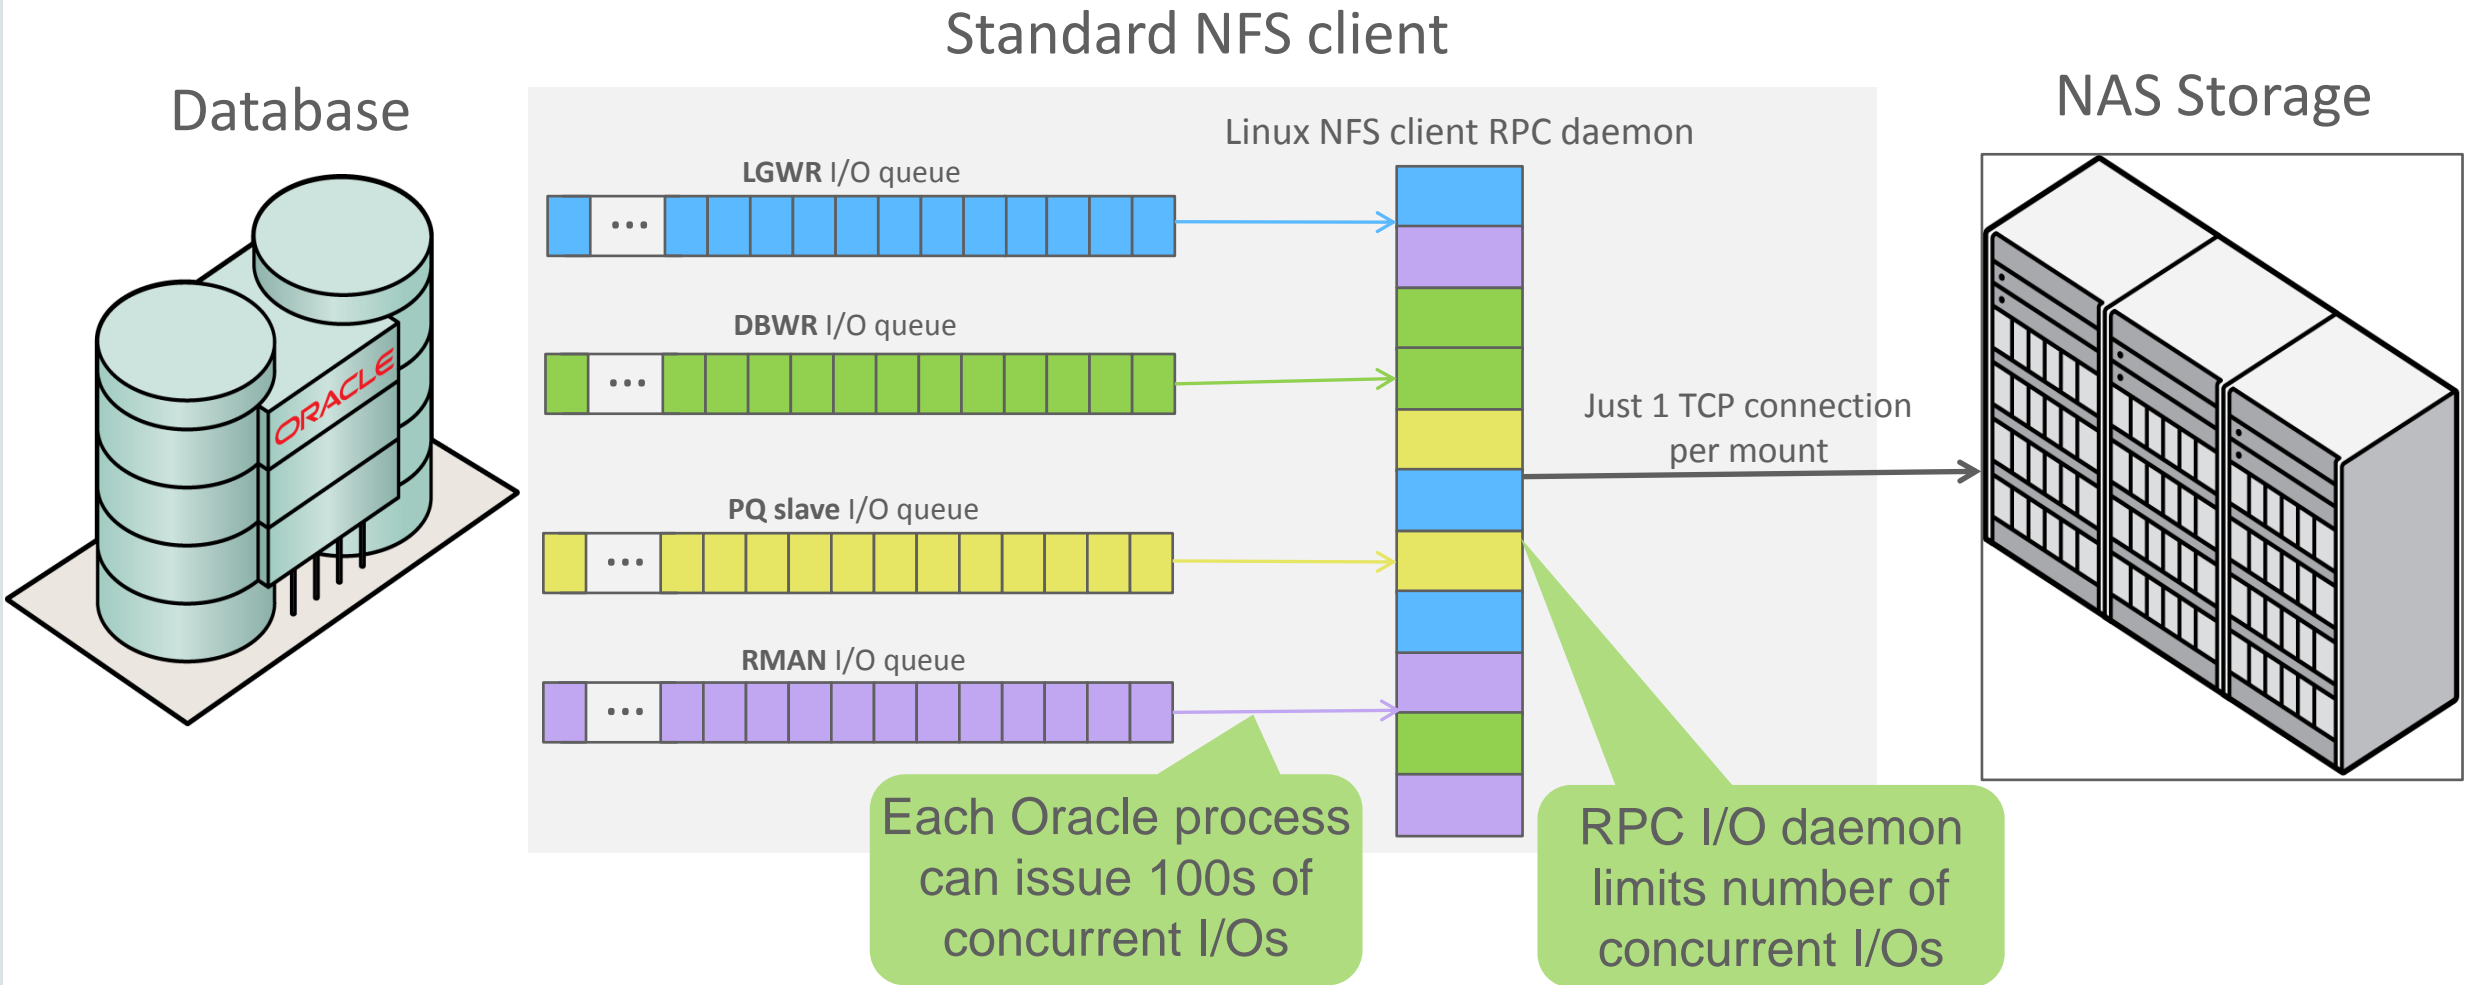 Standard NFS client
Database
NAS Storage
Linux NFS client RPC daemon
LGWR I/O queue
...
DBWR I/O queue
...
ORACLE
Just 1 TCP connection
per mount
PQ slave I/O queue
...
RMAN I/O queue
...
Each Oracle process
can issue 100s of
concurrent I/Os
RPC I/O daemon
limits number of
concurrent I/Os